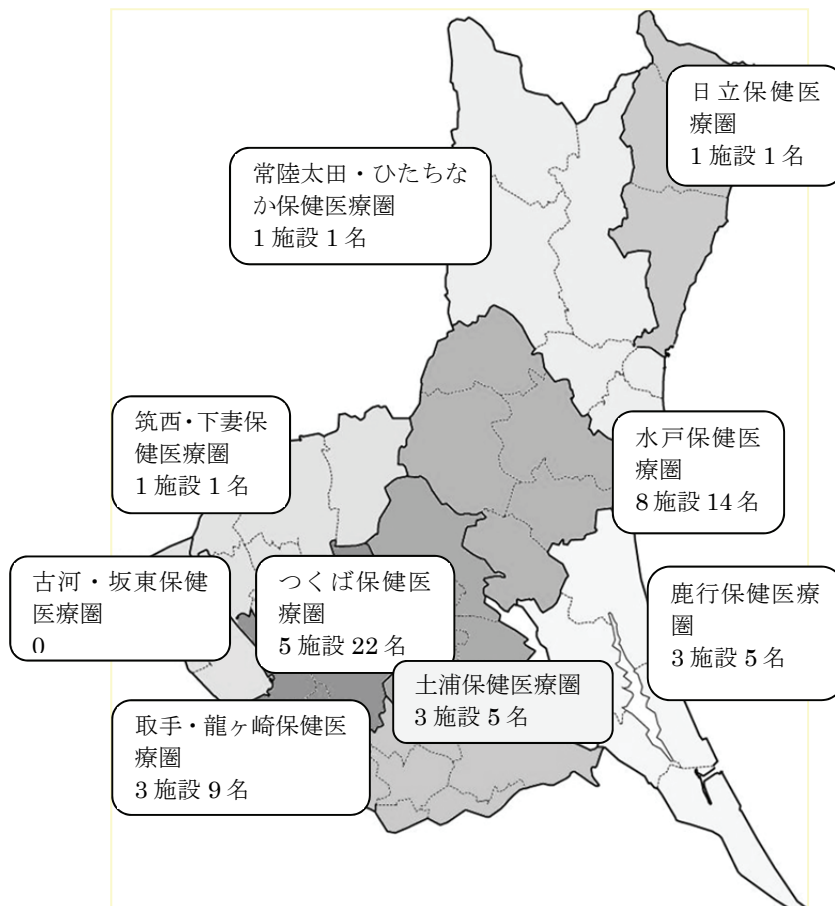 日立保健医
療圏
1 施設 1 名
常陸太田・ひたちな
か保健医療圏
1 施設 1 名
筑西・下妻保
健医療圏
1 施設 1 名
水戸保健医
療圏
8 施設 14 名
古河・坂東保健
医療圏
0
つくば保健医
療圏
5 施設 22 名
鹿行保健医療
圏
3 施設 5 名
土浦保健医療圏
3 施設 5 名
取手・龍ヶ崎保健医
療圏
3 施設 9 名